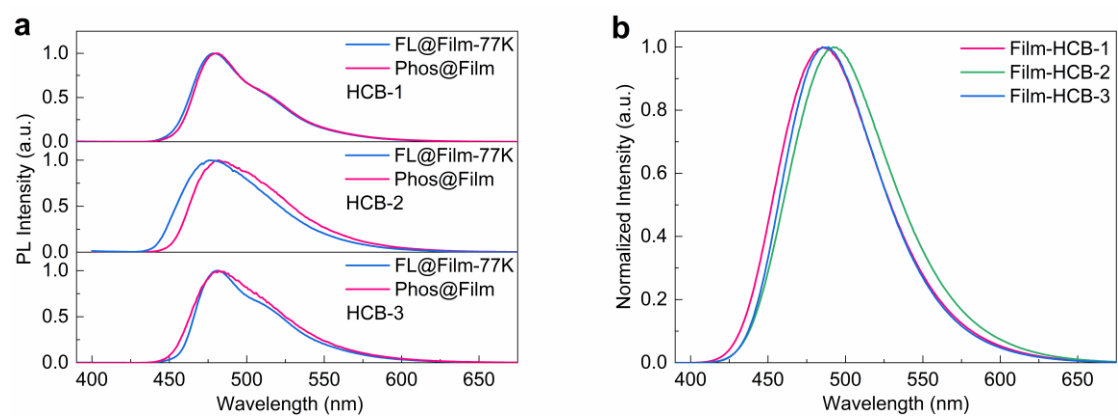 a
PL Intensity (a.u.)
1.0
0.5
0.0
FL@Film-77K
Phos@Film
HCB-1
1.0
0.5
0.0
FL@Film-77K
Phos@Film
HCB-2
1.0
0.5
0.0
FL@Film-77K
Phos@Film
HCB-3
400 450 500 550 600 650
Wavelength (nm)
b
Normalized Intensity (a.u.)
1.0
0.8
0.6
0.4
0.2
0.0
Film-HCB-1
Film-HCB-2
Film-HCB-3
400 450 500 550 600 650
Wavelength (nm)